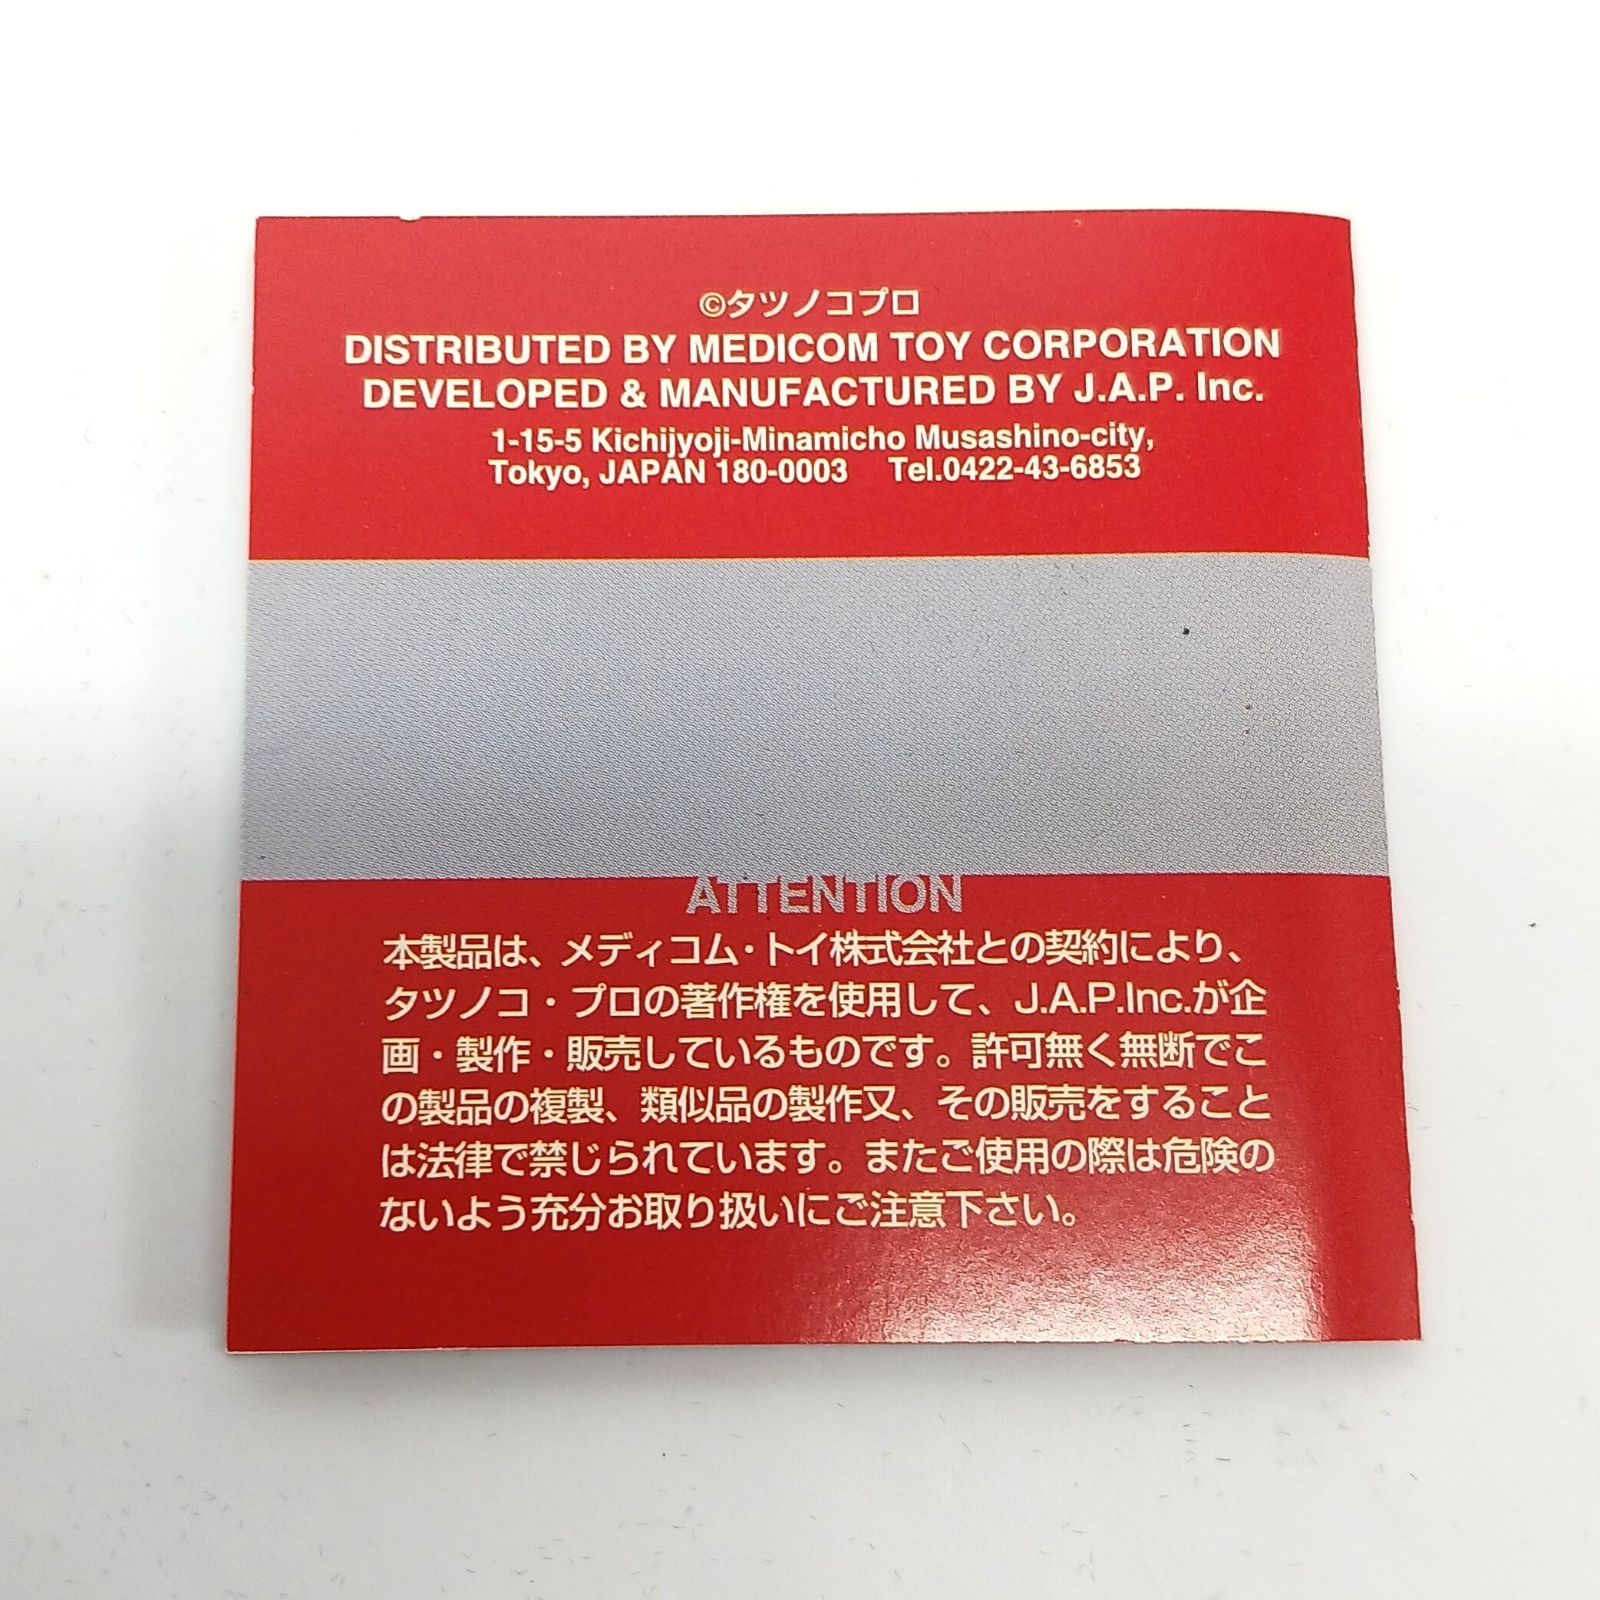 ©タツノコプロ
DISTRIBUTED BY MEDICOM TOY CORPORATION
DEVELOPED & MANUFACTURED BY J.A.P. Inc.
1-15-5 Kichijyoji-Minamicho Musashino-city,
Tokyo, JAPAN 180-0003 Tel.0422-43-6853
ATTENTION
本製品は、メディコム・トイ株式会社との契約により、
タツノコ・プロの著作権を使用して、J.A.P.Inc.が企
画・製作・販売しているものです。許可無く無断でこ
の製品の複製、類似品の製作又、その販売をすること
は法律で禁じられています。またご使用の際は危険の
ないよう充分お取り扱いにご注意下さい。